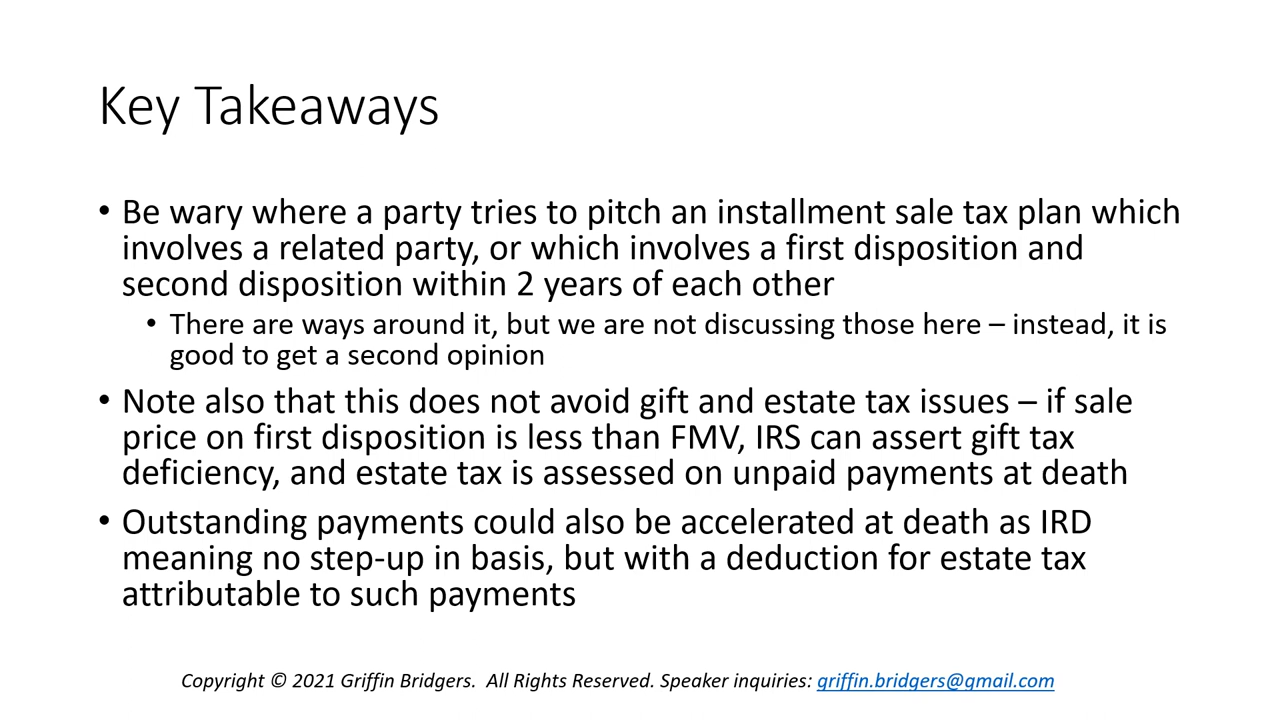 Key Takeaways
• Be wary where a party tries to pitch an installment sale tax plan which
involves a related party, or which involves a first disposition and
second disposition within 2 years of each other
• There are ways around it, but we are not discussing those here – instead, it is
good to get a second opinion
• Note also that this does not avoid gift and estate tax issues – if sale
price on first disposition is less than FMV, IRS can assert gift tax
deficiency, and estate tax is assessed on unpaid payments at death
• Outstanding payments could also be accelerated at death as IRD
meaning no step-up in basis, but with a deduction for estate tax
attributable to such payments
Copyright © 2021 Griffin Bridgers.  All Rights Reserved. Speaker inquiries: griffin.bridgers@gmail.com